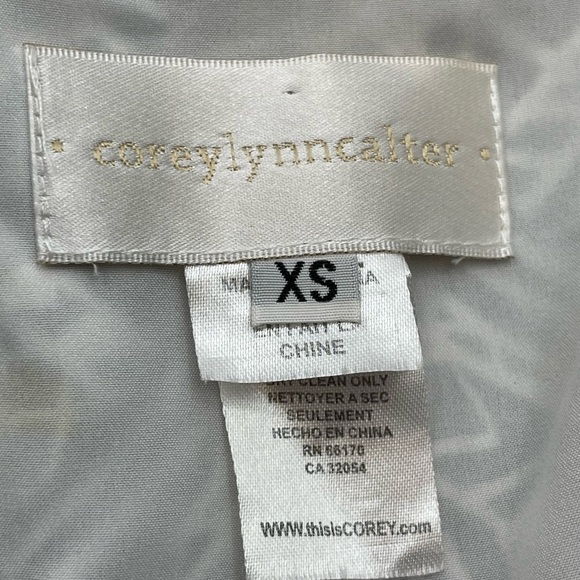 • coreylynncalter •
XS
CHINE
DRY CLEAN ONLY
NETTOYER A SEC
SEULEMENT
HECHO EN CHINA
RN 66170
CA 32054
WWW.thisisCOREY.com